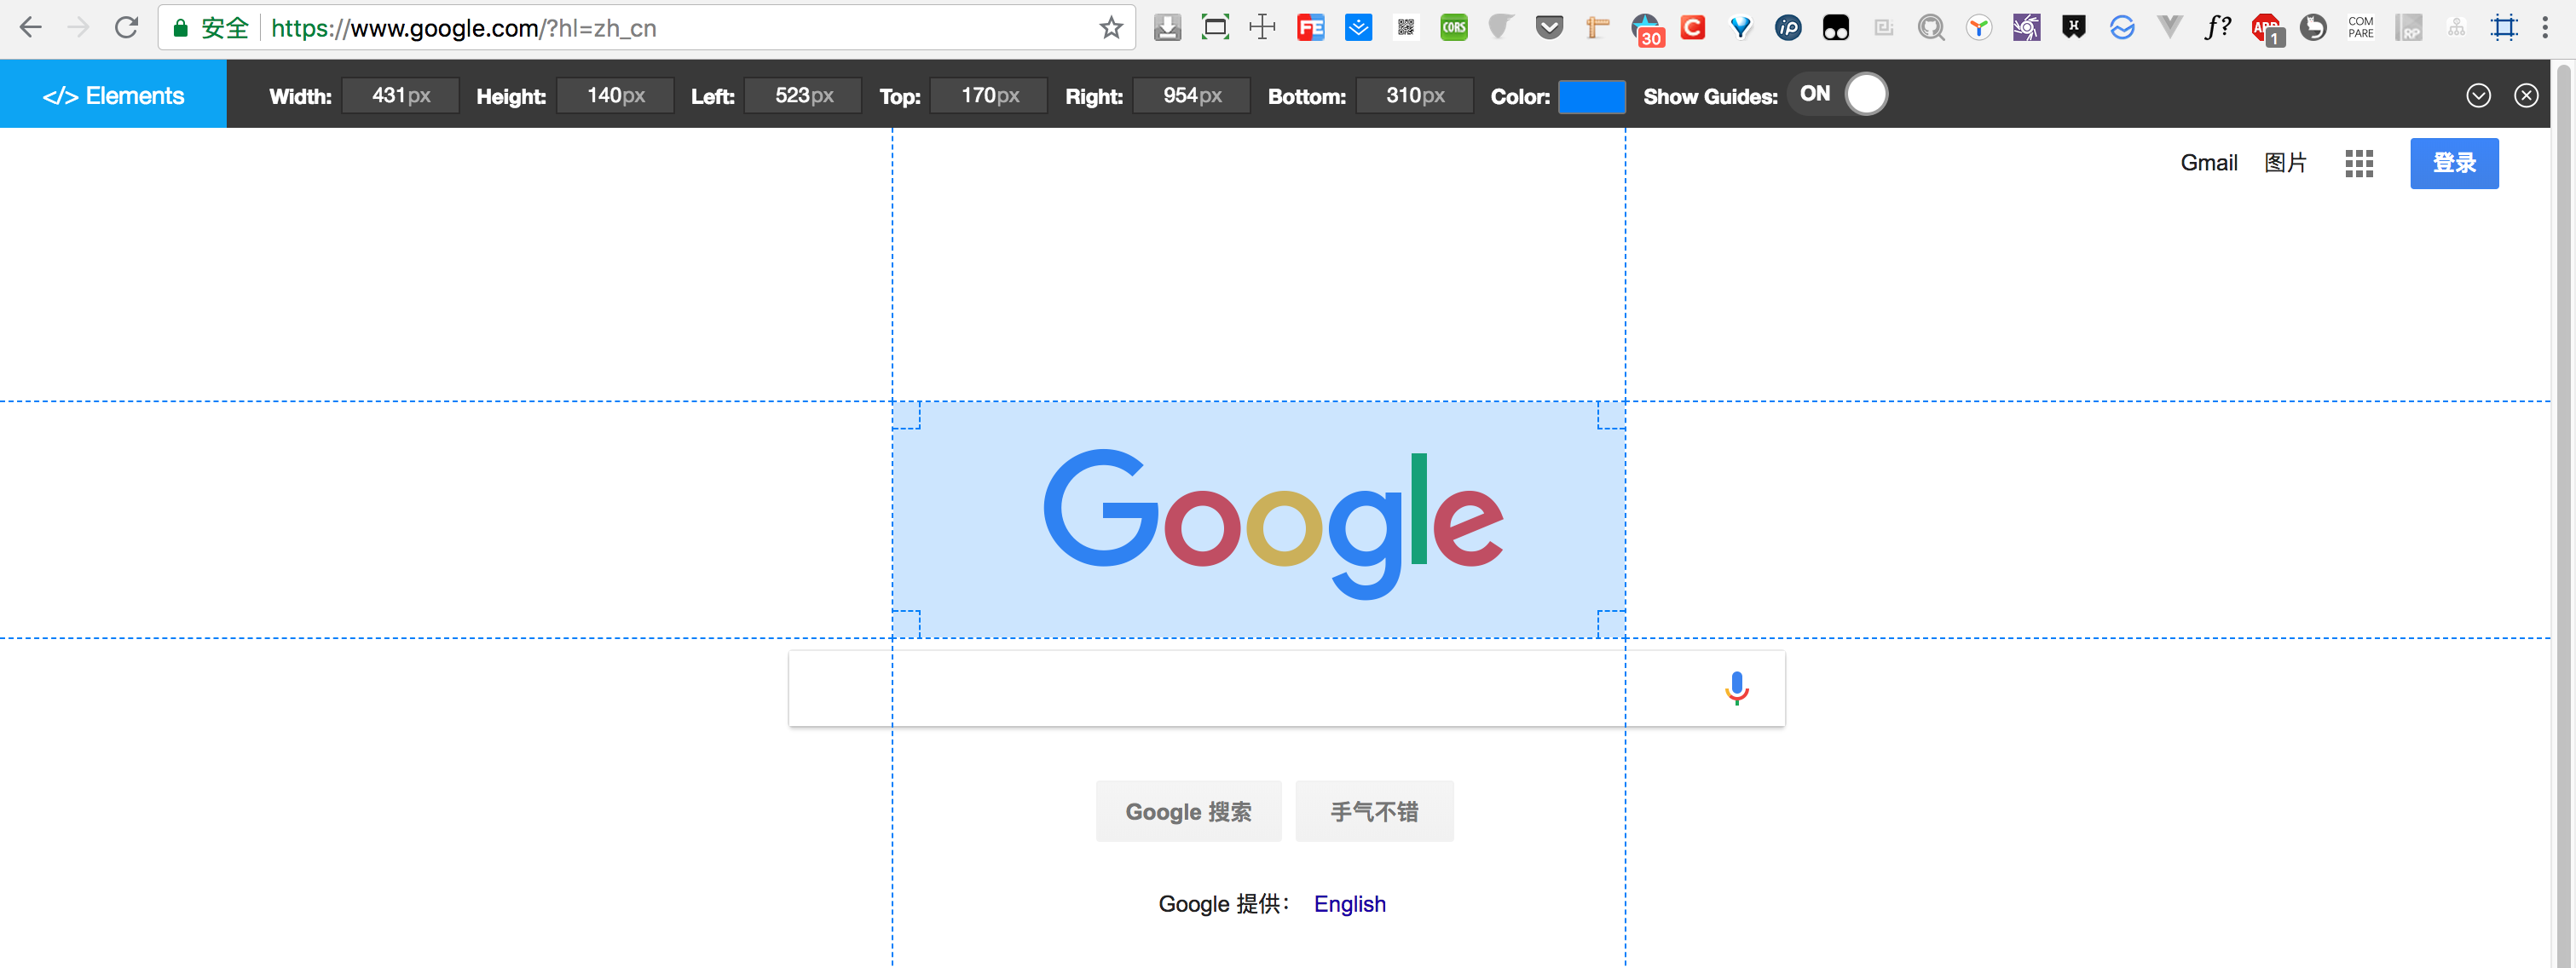 安全 https://www.google.com/?hl=zh_cn
FE CORS 30 C ip H f? ABP 1 COM PARE RP
</> Elements Width: 431px Height: 140px Left: 523px Top: 170px Right: 954px Bottom: 310px Color: Show Guides: ON
Gmail 图片 登录
Google
Google 搜索 手气不错
Google 提供： English